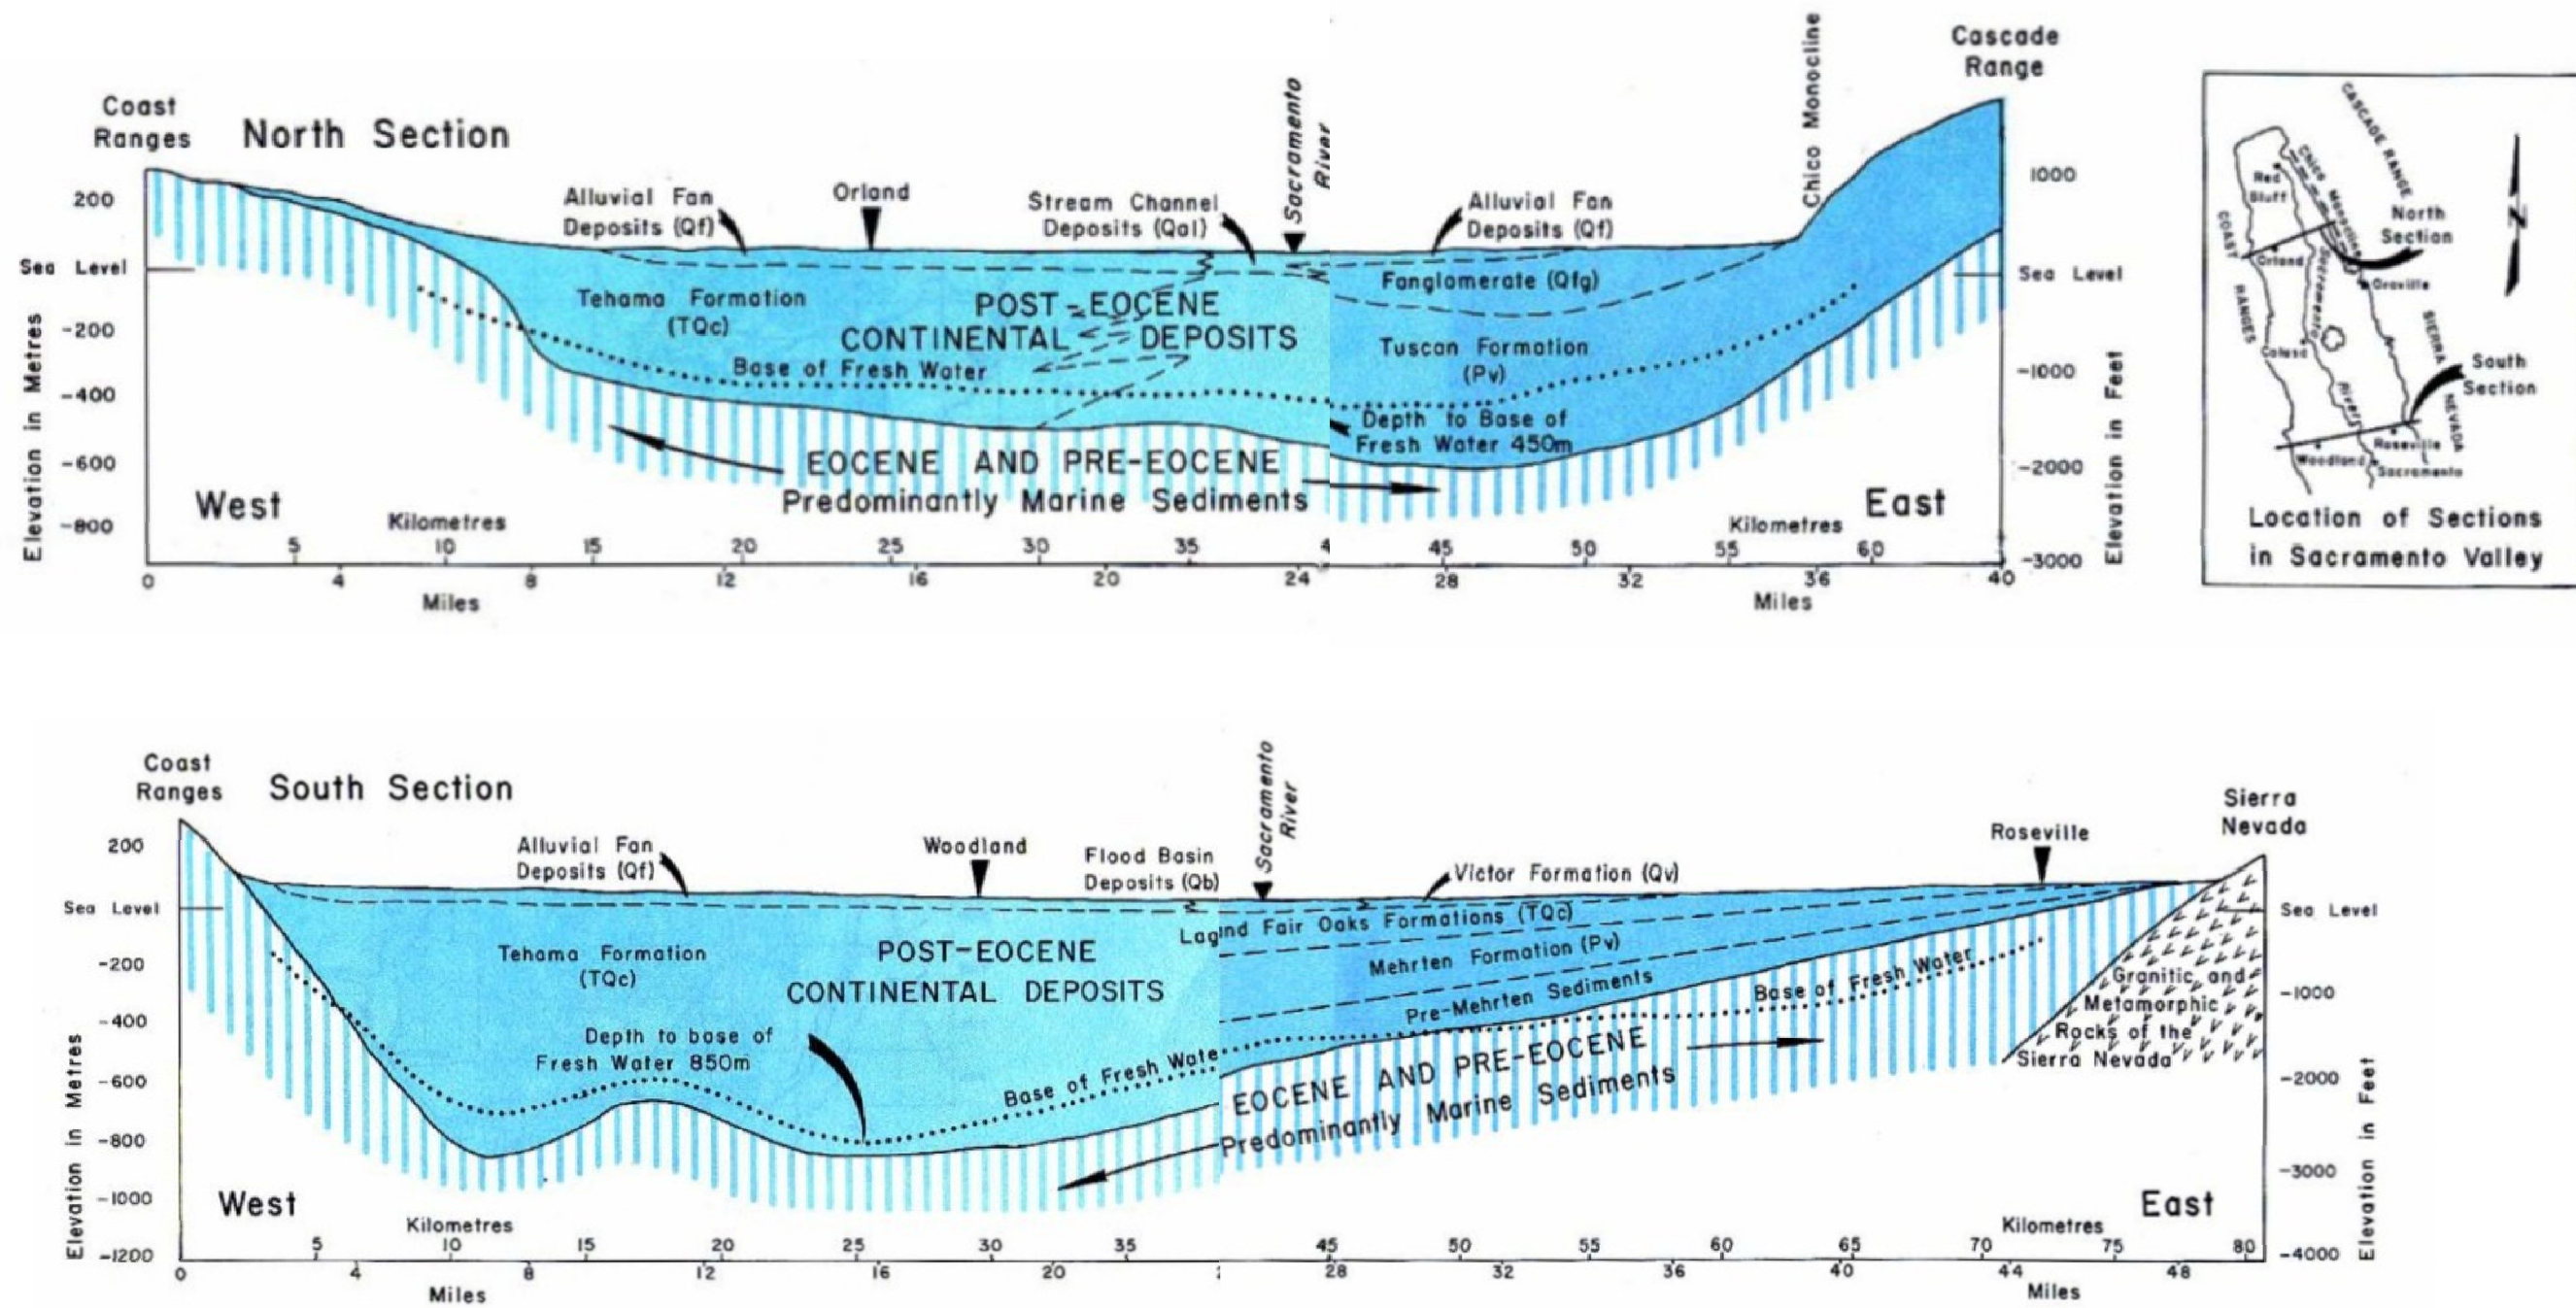 Coast
Ranges
North Section
Alluvial Fan
Deposits (Qf)
Orland
Stream Channel
Deposits (Qal)
Sacramento
River
Alluvial Fan
Deposits (Qf)
Chico Monocline
Cascade
Range
200
Sea Level
-200
-400
-600
-800
Elevation in Metres
Tehama Formation
(TQc)
POST-EOCENE
CONTINENTAL DEPOSITS
Base of Fresh Water
Fanglomerate (Qfg)
Tuscan Formation
(Pv)
Depth to Base of
Fresh Water 450m
EOCENE AND PRE-EOCENE
Predominantly Marine Sediments
West
East
Kilometres
Kilometres
5 10 15 20 25 30 35 4 45 50 55 60
0 4 8 12 16 20 24 28 32 36 40
Miles
Miles
1000
Sea Level
-1000
-2000
-3000
Elevation in Feet
CASCADE RANGE
Chico Monocline
Red
Bluff
North
Section
COAST
RANGES
Orland
Oroville
Sacramento
River
Colusa
SIERRA
NEVADA
South
Section
Roseville
Woodland
Sacramento
N
Location of Sections
in Sacramento Valley
Coast
Ranges
South Section
Alluvial Fan
Deposits (Qf)
Woodland
Flood Basin
Deposits (Qb)
Sacramento
River
Victor Formation (Qv)
Roseville
Sierra
Nevada
200
Sea Level
-200
-400
-600
-800
-1000
-1200
Elevation in Metres
Tehama Formation
(TQc)
POST-EOCENE
CONTINENTAL DEPOSITS
Depth to base of
Fresh Water 850m
Base of Fresh Wate
Lag nd Fair Oaks Formations (TQc)
Mehrten Formation (Pv)
Pre-Mehrten Sediments
Base of Fresh Water
EOCENE AND PRE-EOCENE
Predominantly Marine Sediments
Granitic and
Metamorphic
Rocks of the
Sierra Nevada
West
East
Kilometres
Kilometres
5 10 15 20 25 30 35 45 50 55 60 65 70 75 80
0 4 8 12 16 20 28 32 36 40 44 48
Miles
Miles
Sea Level
-1000
-2000
-3000
-4000
Elevation in Feet